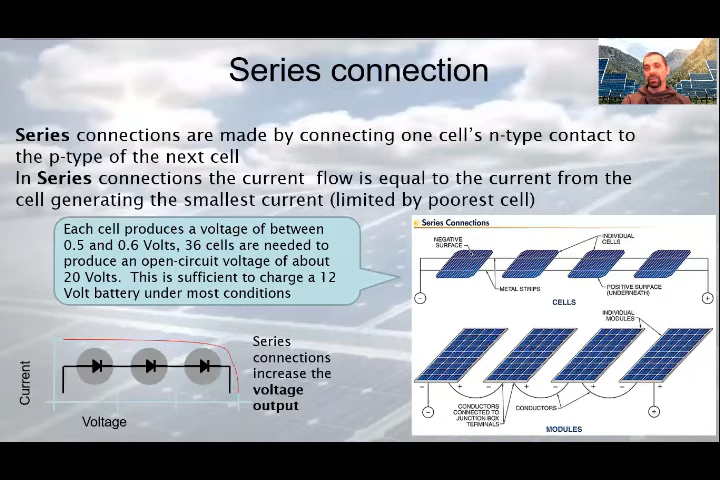 Series connection
Series connections are made by connecting one cell's n-type contact to
the p-type of the next cell
In Series connections the current flow is equal to the current from the
cell generating the smallest current (limited by poorest cell)
Each cell produces a voltage of between
0.5 and 0.6 Volts, 36 cells are needed to
produce an open-circuit voltage of about
20 Volts. This is sufficient to charge a 12
Volt battery under most conditions
Series Connections
NEGATIVE
SURFACE
INDIVIDUAL
CELLS
METAL STRIPS
POSITIVE SURFACE
(UNDERNEATH)
CELLS
INDIVIDUAL
MODULES
CONDUCTORS
CONNECTED TO
JUNCTION BOX
TERMINALS
CONDUCTORS
MODULES
Current
Voltage
Series
connections
increase the
voltage
output